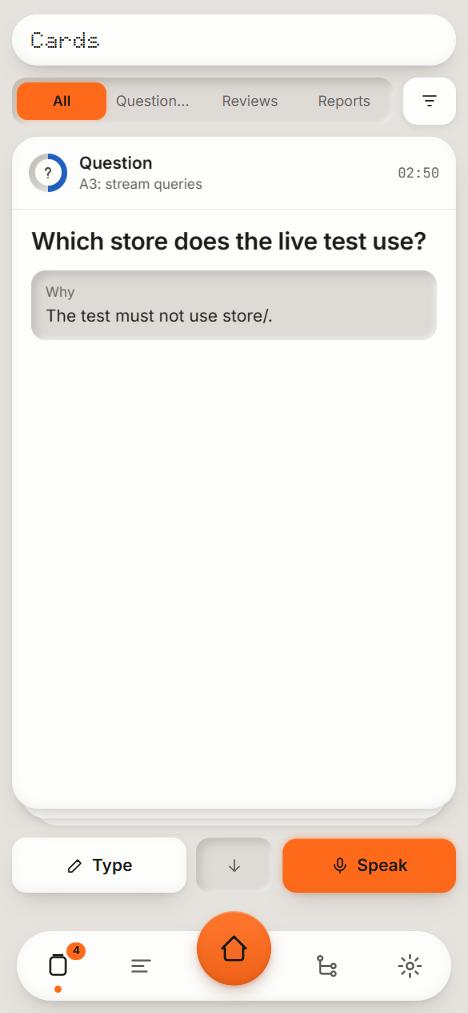 Cards
All
Question...
Reviews
Reports
?
Question
A3: stream queries
02:50
Which store does the live test use?
Why
The test must not use store/.
Type
Speak
4